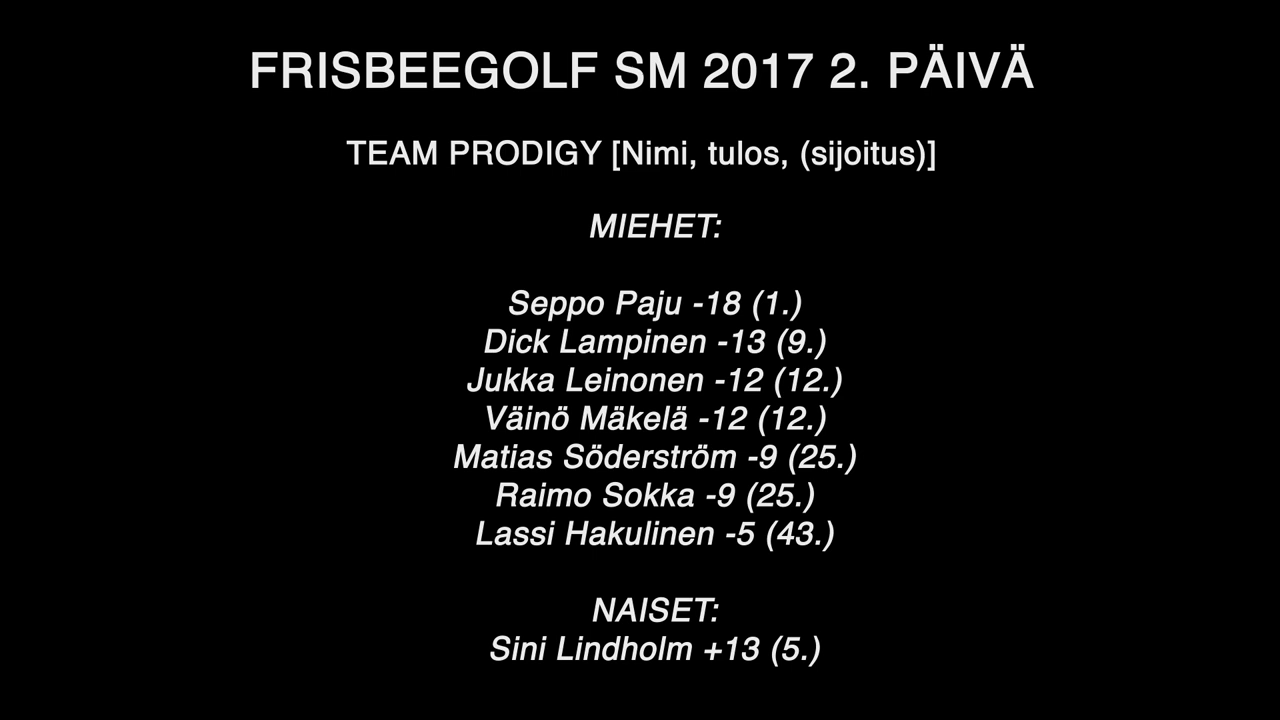 FRISBEEGOLF SM 2017 2. PÄIVÄ
TEAM PRODIGY [Nimi, tulos, (sijoitus)]
MIEHET:
Seppo Paju -18 (1.)
Dick Lampinen -13 (9.)
Jukka Leinonen -12 (12.)
Väinö Mäkelä -12 (12.)
Matias Söderström -9 (25.)
Raimo Sokka -9 (25.)
Lassi Hakulinen -5 (43.)
NAISET:
Sini Lindholm +13 (5.)